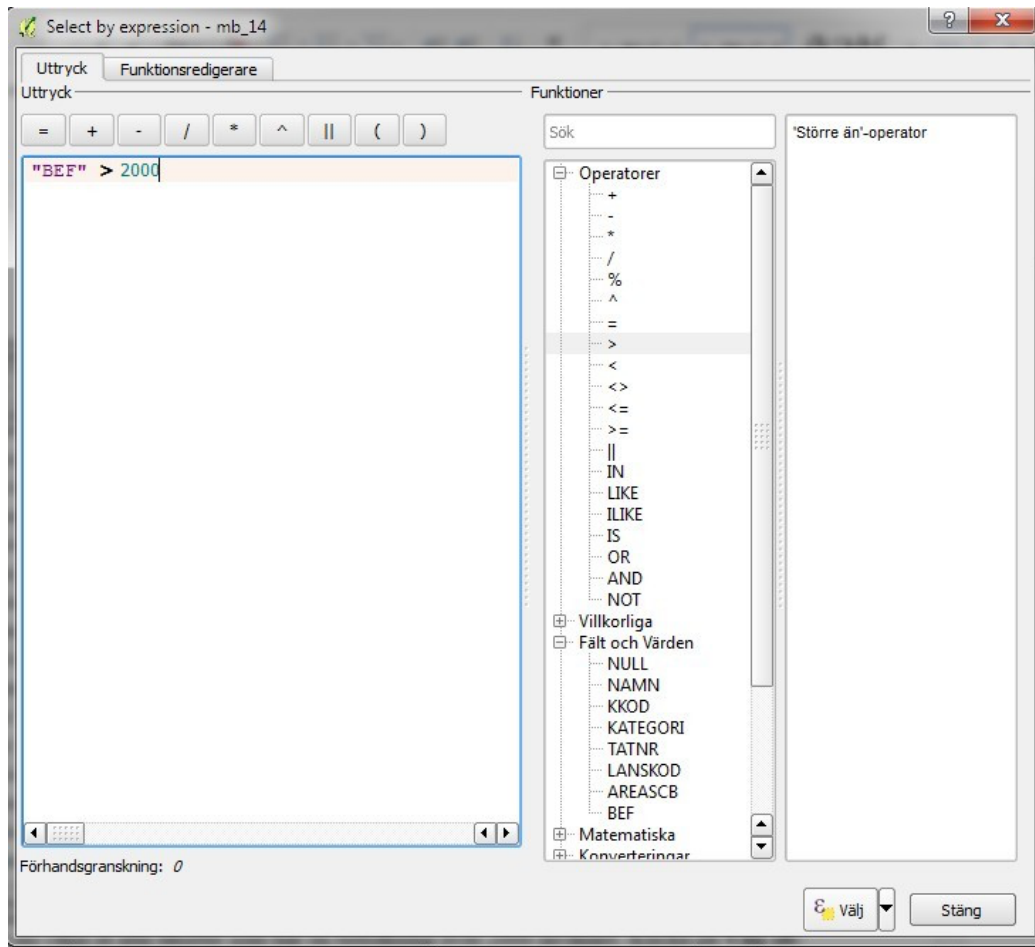 Select by expression - mb_14
?
x
Uttryck
Funktionsredigerare
Uttryck
= + - / * ^ || ( )
"BEF" > 2000
Förhandsgranskning: 0
Funktioner
Sök
Operatorer
+
-
*
/
%
^
=
>
<
<>
<=
>=
||
IN
LIKE
ILIKE
IS
OR
AND
NOT
Villkorliga
Fält och Värden
NULL
NAMN
KKOD
KATEGORI
TATNR
LANSKOD
AREASCB
BEF
Matematiska
Konverteringar
'Större än'-operator
ε Välj
Stäng